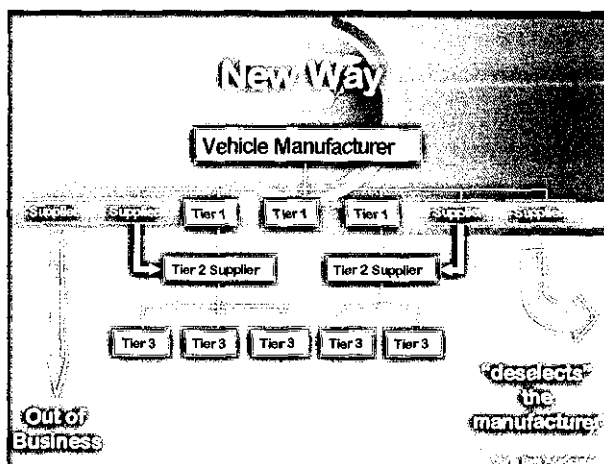 New Way
Vehicle Manufacturer
Supplier Supplier Tier 1 Tier 1 Tier 1 Supplier Supplier
Tier 2 Supplier Tier 2 Supplier
Tier 3 Tier 3 Tier 3 Tier 3 Tier 3
Out of
Business
"deselects"
the
manufacturer